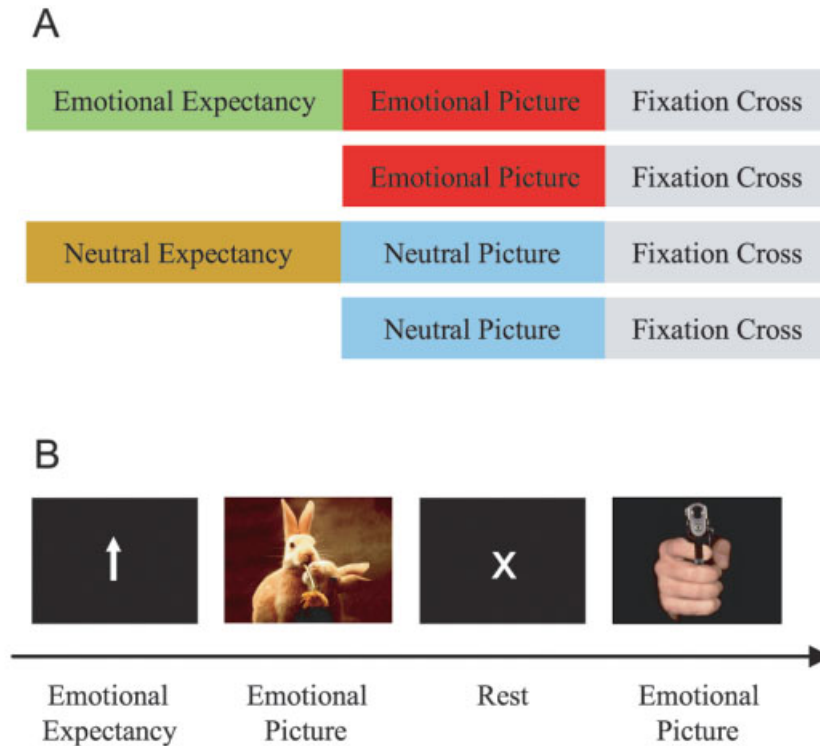 A
Emotional Expectancy Emotional Picture Fixation Cross
Emotional Picture Fixation Cross
Neutral Expectancy Neutral Picture Fixation Cross
Neutral Picture Fixation Cross
B
X
Emotional Emotional Rest Emotional
Expectancy Picture Picture